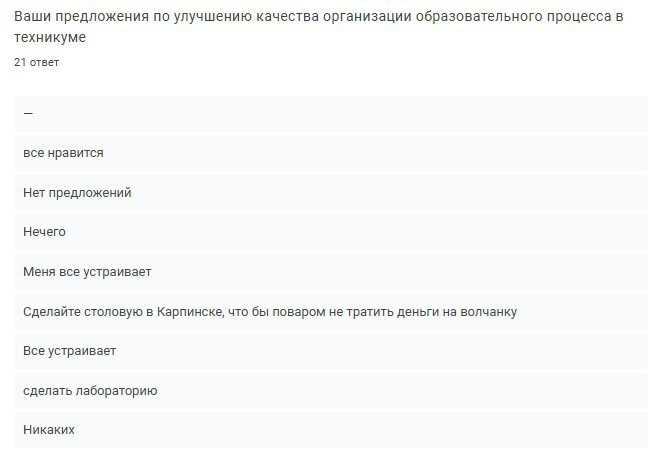 Ваши предложения по улучшению качества организации образовательного процесса в
техникуме
21 ответ
—
все нравится
Нет предложений
Нечего
Меня все устраивает
Сделайте столовую в Карпинске, что бы поваром не тратить деньги на волчанку
Все устраивает
сделать лабораторию
Никаких